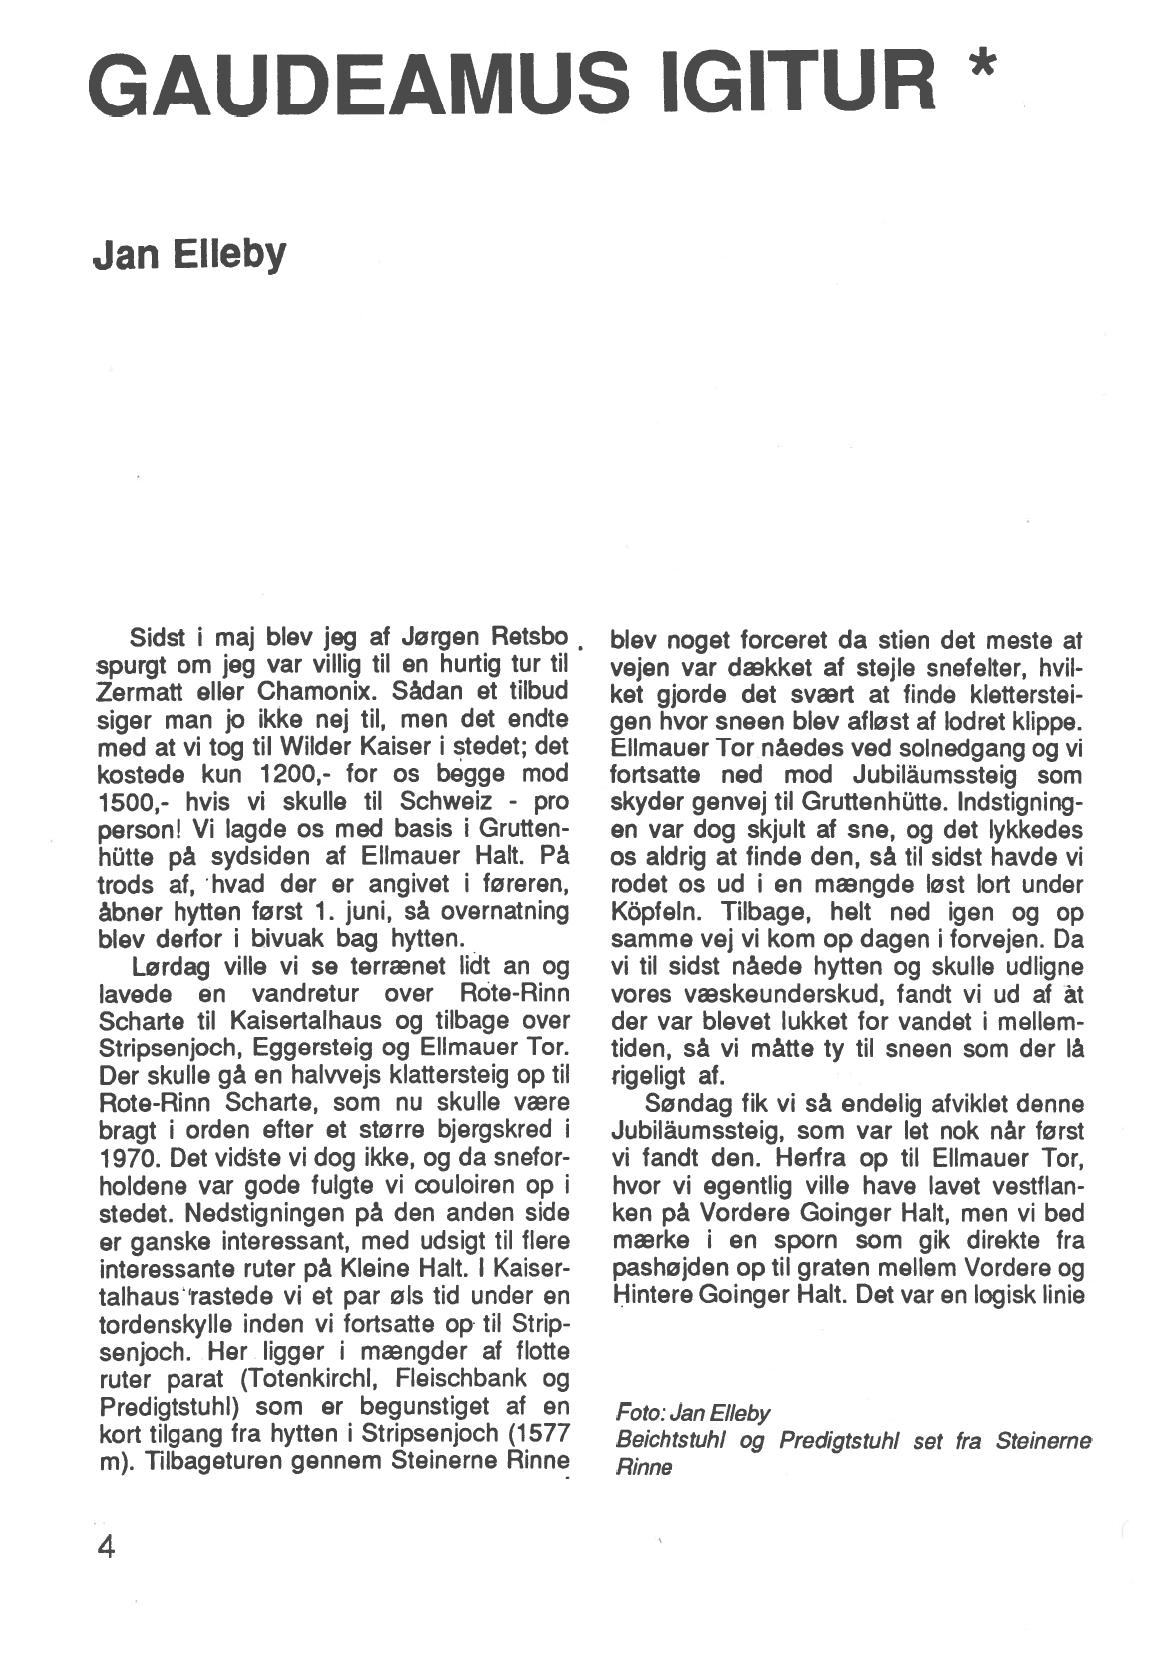 GAUDEAMUS IGITUR *
Jan Elleby
Sidst i maj blev jeg af Jørgen Retsbo
spurgt om jeg var villig til en hurtig tur til
Zermatt eller Chamonix. Sådan et tilbud
siger man jo ikke nej til, men det endte
med at vi tog til Wilder Kaiser i stedet; det
kostede kun 1200,- for os begge mod
1500,- hvis vi skulle til Schweiz - pro
person! Vi lagde os med basis i Grutten-
hütte på sydsiden af Ellmauer Halt. På
trods af, hvad der er angivet i føreren,
åbner hytten først 1. juni, så overnatning
blev derfor i bivuak bag hytten.
Lørdag ville vi se terrænet lidt an og
lavede en vandretur over Rote-Rinn
Scharte til Kaisertalhaus og tilbage over
Stripsenjoch, Eggersteig og Ellmauer Tor.
Der skulle gå en halvvejs klattersteig op til
Rote-Rinn Scharte, som nu skulle være
bragt i orden efter et større bjergskred i
1970. Det vidste vi dog ikke, og da snefor-
holdene var gode fulgte vi couloiren op i
stedet. Nedstigningen på den anden side
er ganske interessant, med udsigt til flere
interessante ruter på Kleine Halt. I Kaiser-
talhaus rastede vi et par øls tid under en
tordenskylle inden vi fortsatte op til Strip-
senjoch. Her ligger i mængder af flotte
ruter parat (Totenkirchl, Fleischbank og
Predigtstuhl) som er begunstiget af en
kort tilgang fra hytten i Stripsenjoch (1577
m). Tilbageturen gennem Steinerne Rinne
blev noget forceret da stien det meste at
vejen var dækket af stejle snefelter, hvil-
ket gjorde det svært at finde kletterstei-
gen hvor sneen blev afløst af lodret klippe.
Ellmauer Tor nåedes ved solnedgang og vi
fortsatte ned mod Jubiläumssteig som
skyder genvej til Gruttenhütte. Indstigning-
en var dog skjult af sne, og det lykkedes
os aldrig at finde den, så til sidst havde vi
rodet os ud i en mængde løst lort under
Köpfeln. Tilbage, helt ned igen og op
samme vej vi kom op dagen i forvejen. Da
vi til sidst nåede hytten og skulle udligne
vores væskeunderskud, fandt vi ud af at
der var blevet lukket for vandet i mellem-
tiden, så vi måtte ty til sneen som der lå
rigeligt af.
Søndag fik vi så endelig afviklet denne
Jubiläumssteig, som var let nok når først
vi fandt den. Herfra op til Ellmauer Tor,
hvor vi egentlig ville have lavet vestflan-
ken på Vordere Goinger Halt, men vi bed
mærke i en sporn som gik direkte fra
pashøjden op til graten mellem Vordere og
Hintere Goinger Halt. Det var en logisk linie
Foto: Jan Elleby
Beichtstuhl og Predigtstuhl set fra Steinerne
Rinne
4